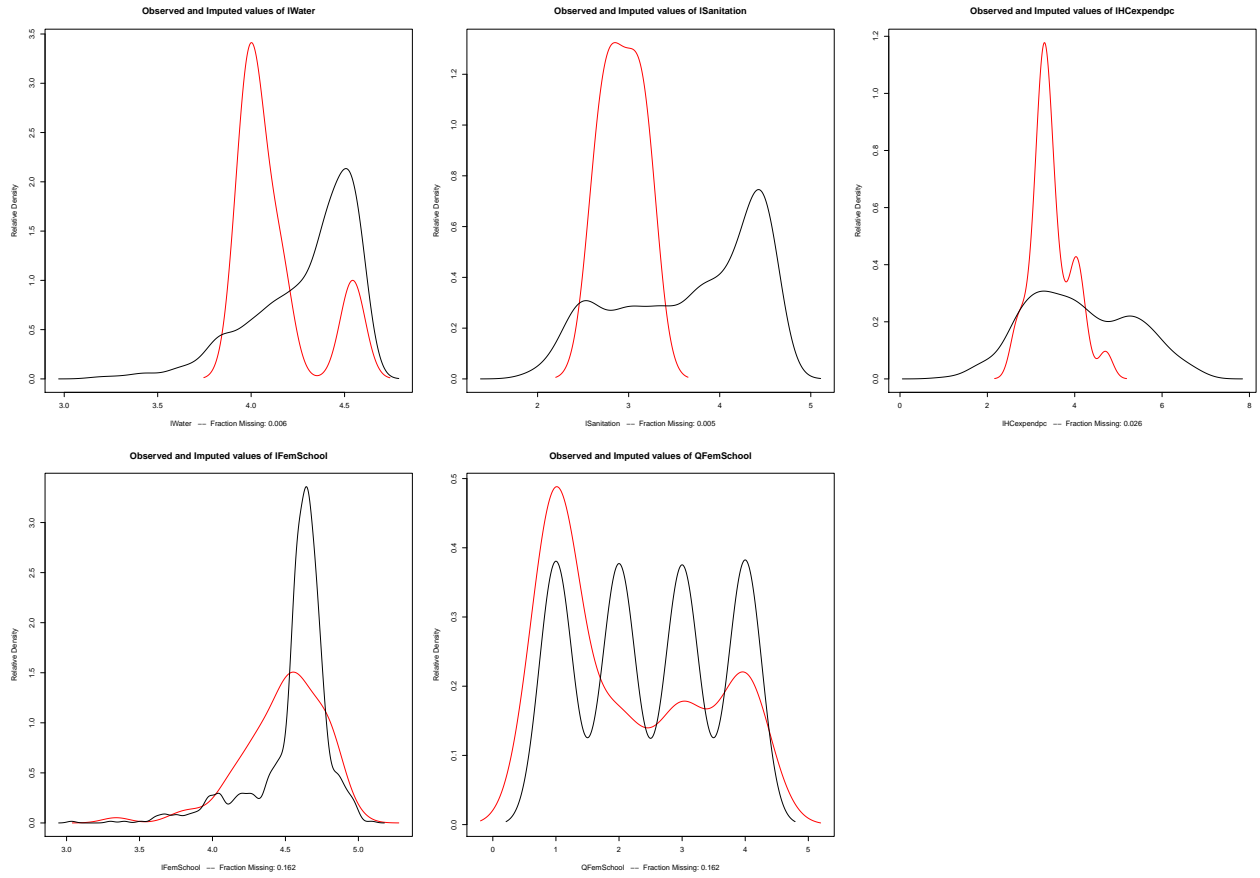 Observed and Imputed values of lWater
Relative Density
0.0 0.5 1.0 1.5 2.0 2.5 3.0 3.5
3.0 3.5 4.0 4.5
lWater -- Fraction Missing: 0.006
Observed and Imputed values of lSanitation
Relative Density
0.0 0.2 0.4 0.6 0.8 1.0 1.2
2 3 4 5
lSanitation -- Fraction Missing: 0.005
Observed and Imputed values of lHCexpendpc
Relative Density
0.0 0.2 0.4 0.6 0.8 1.0 1.2
0 2 4 6 8
lHCexpendpc -- Fraction Missing: 0.026
Observed and Imputed values of lFemSchool
Relative Density
0.0 0.5 1.0 1.5 2.0 2.5 3.0
3.0 3.5 4.0 4.5 5.0
lFemSchool -- Fraction Missing: 0.162
Observed and Imputed values of QFemSchool
Relative Density
0.0 0.1 0.2 0.3 0.4 0.5
0 1 2 3 4 5
QFemSchool -- Fraction Missing: 0.162